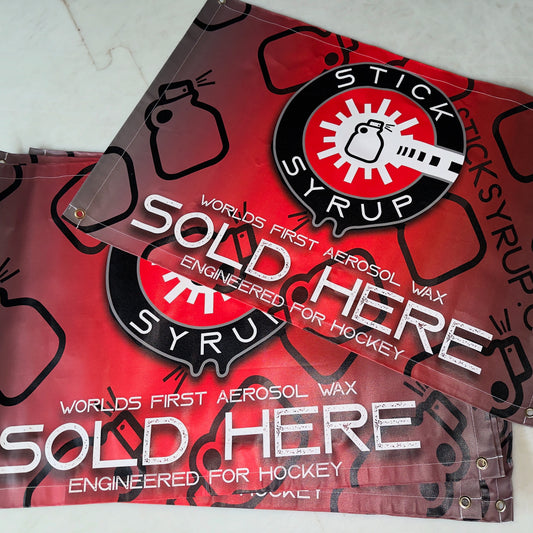 STICK
SYRUP
STICKSYRUP.C
WORLDS FIRST AEROSOL WAX
SOLD HERE
ENGINEERED FOR HOCKEY
SYRUP
WORLDS FIRST AEROSOL WAX
SOLD HERE
ENGINEERED FOR HOCKEY
HOCKEY